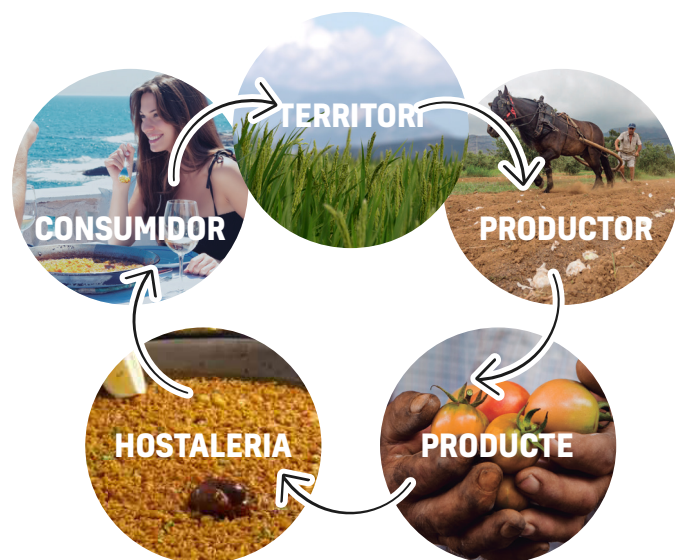 TERRITORI
PRODUCTOR
PRODUCTE
HOSTALERIA
CONSUMIDOR